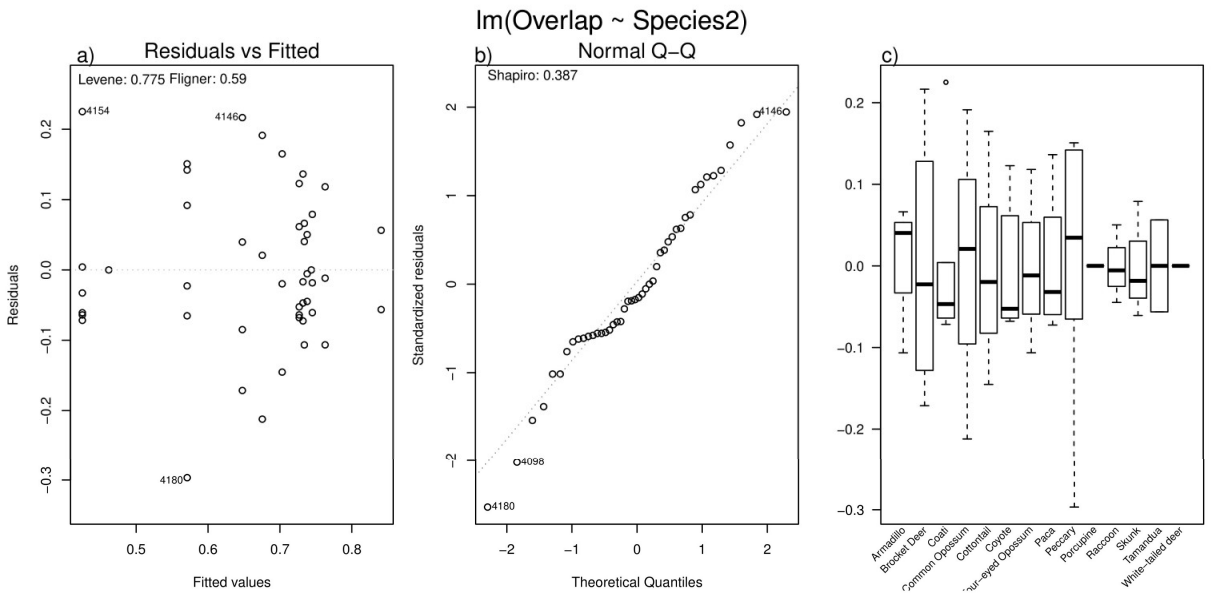 lm(Overlap ~ Species2)
a)
Residuals vs Fitted
Levene: 0.775 Fligner: 0.59
4154
4146
4180
0.2
0.1
0.0
−0.1
−0.2
−0.3
Residuals
0.5 0.6 0.7 0.8
Fitted values
b)
Normal Q−Q
Shapiro: 0.387
4146
4098
4180
2
1
0
−1
−2
Standardized residuals
−2 −1 0 1 2
Theoretical Quantiles
c)
0.2
0.1
0.0
−0.1
−0.2
−0.3
Armadillo
Brocket Deer
Coati
Common Opossum
Cottontail
Coyote
our−eyed Opossum
Paca
Peccary
Porcupine
Raccoon
Skunk
Tamandua
White−tailed deer